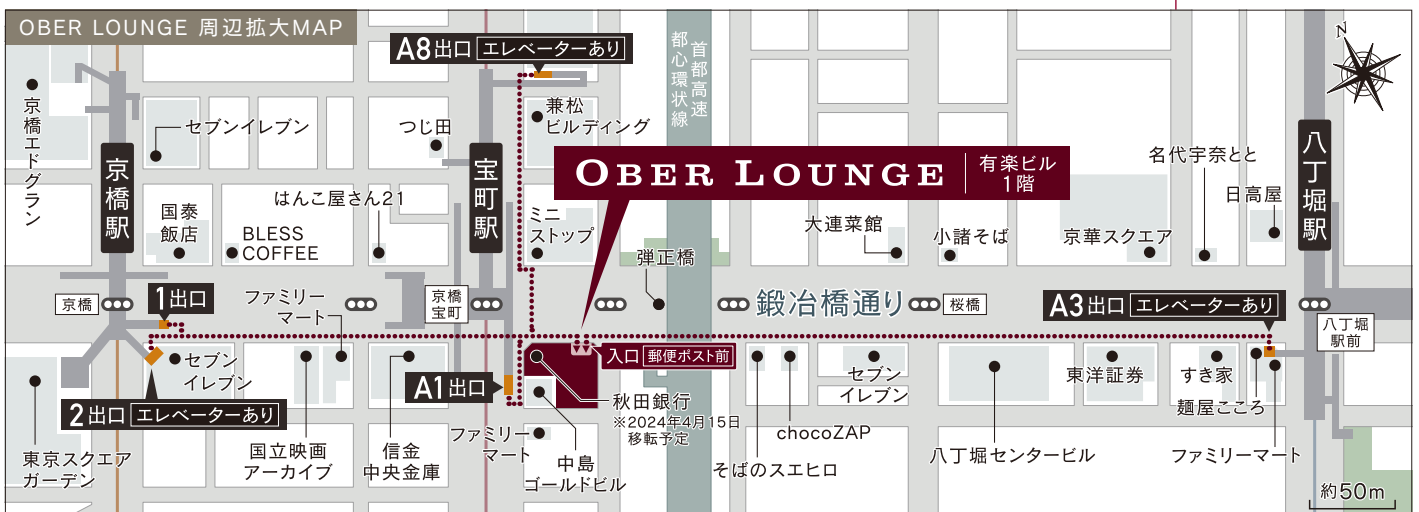 OBER LOUNGE 周辺拡大MAP
N
A8出口 エレベーターあり
首都高速
都心環状線
京橋エドグラン
セブンイレブン
つじ田
兼松
ビルディング
京橋駅
宝町駅
八丁堀駅
OBER LOUNGE
有楽ビル
1階
名代宇奈とと
日高屋
国泰
飯店
はんこ屋さん21
BLESS
COFFEE
ミニ
ストップ
弾正橋
大連菜館
小諸そば
京華スクエア
京橋
1出口
ファミリー
マート
京橋
宝町
鍛冶橋通り
桜橋
A3出口 エレベーターあり
八丁堀
駅前
入口 郵便ポスト前
セブン
イレブン
2出口 エレベーターあり
A1出口
秋田銀行
※2024年4月15日
移転予定
セブン
イレブン
東洋証券
すき家
麺屋こころ
東京スクエア
ガーデン
国立映画
アーカイブ
信金
中央金庫
ファミリー
マート
中島
ゴールドビル
そばのスエヒロ
chocoZAP
八丁堀センタービル
ファミリーマート
約50m